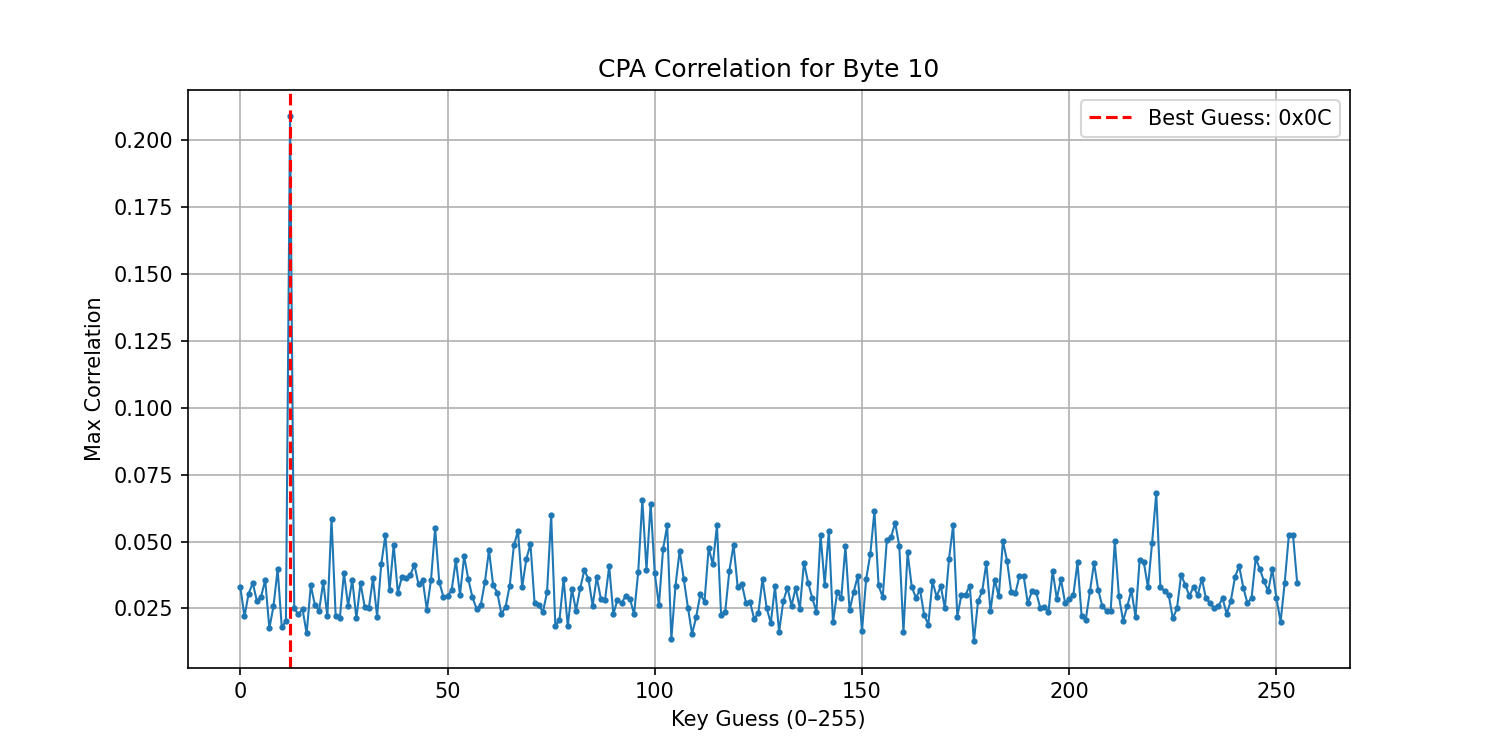 CPA Correlation for Byte 10
Best Guess: 0x0C
Max Correlation
0.200
0.175
0.150
0.125
0.100
0.075
0.050
0.025
0 50 100 150 200 250
Key Guess (0–255)